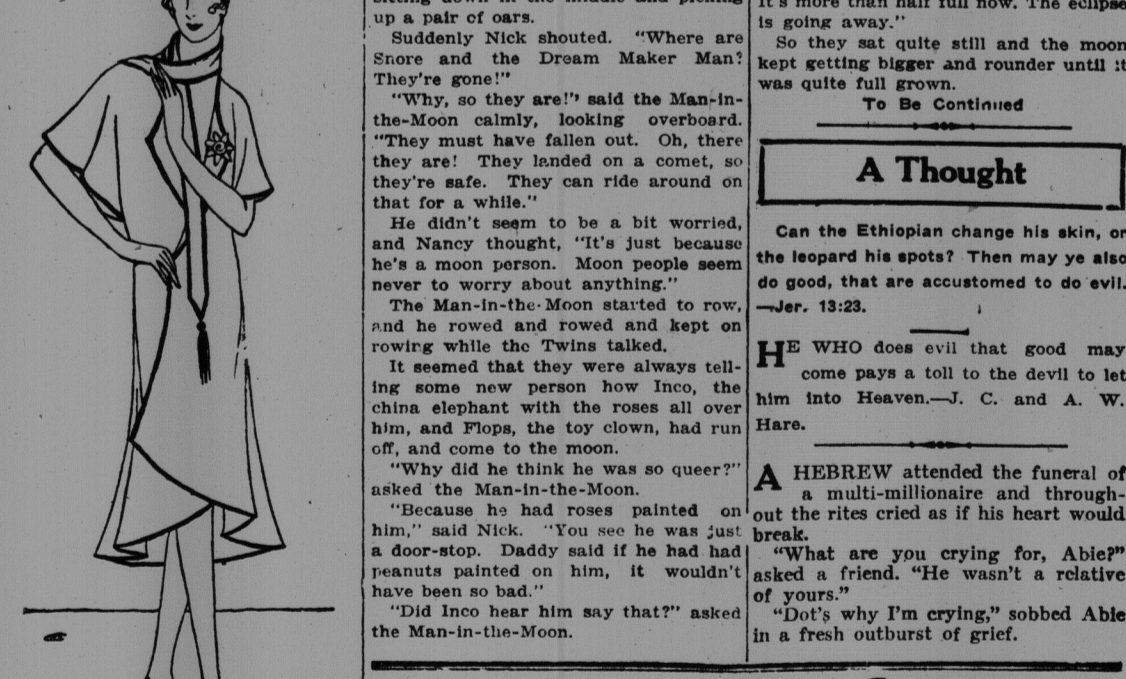 sitting down in the middle and picking
up a pair of oars.
Suddenly Nick shouted. "Where are
Snore and the Dream Maker Man?
They're gone!"
"Why, so they are!" said the Man-in-
the-Moon calmly, looking overboard.
"They must have fallen out. Oh, there
they are! They landed on a comet, so
they're safe. They can ride around on
that for a while."
He didn't seem to be a bit worried,
and Nancy thought, "It's just because
he's a moon person. Moon people seem
never to worry about anything."
The Man-in-the-Moon started to row,
and he rowed and rowed and kept on
rowing while the Twins talked.
It seemed that they were always tell-
ing some new person how Inco, the
china elephant with the roses all over
him, and Flops, the toy clown, had run
off, and come to the moon.
"Why did he think he was so queer?"
asked the Man-in-the-Moon.
"Because he had roses painted on
him," said Nick. "You see he was just
a door-stop. Daddy said if he had had
peanuts painted on him, it wouldn't
have been so bad."
"Did Inco hear him say that?" asked
the Man-in-the-Moon.
It's more than half full now. The eclipse
is going away."
So they sat quite still and the moon
kept getting bigger and rounder until it
was quite full grown.
To Be Continued
A Thought
Can the Ethiopian change his skin, or
the leopard his spots? Then may ye also
do good, that are accustomed to do evil.
—Jer. 13:23.
HE WHO does evil that good may
come pays a toll to the devil to let
him into Heaven.—J. C. and A. W.
Hare.
A HEBREW attended the funeral of
a multi-millionaire and through-
out the rites cried as if his heart would
break.
"What are you crying for, Abie?"
asked a friend. "He wasn't a relative
of yours."
"Dot's why I'm crying," sobbed Abie
in a fresh outburst of grief.